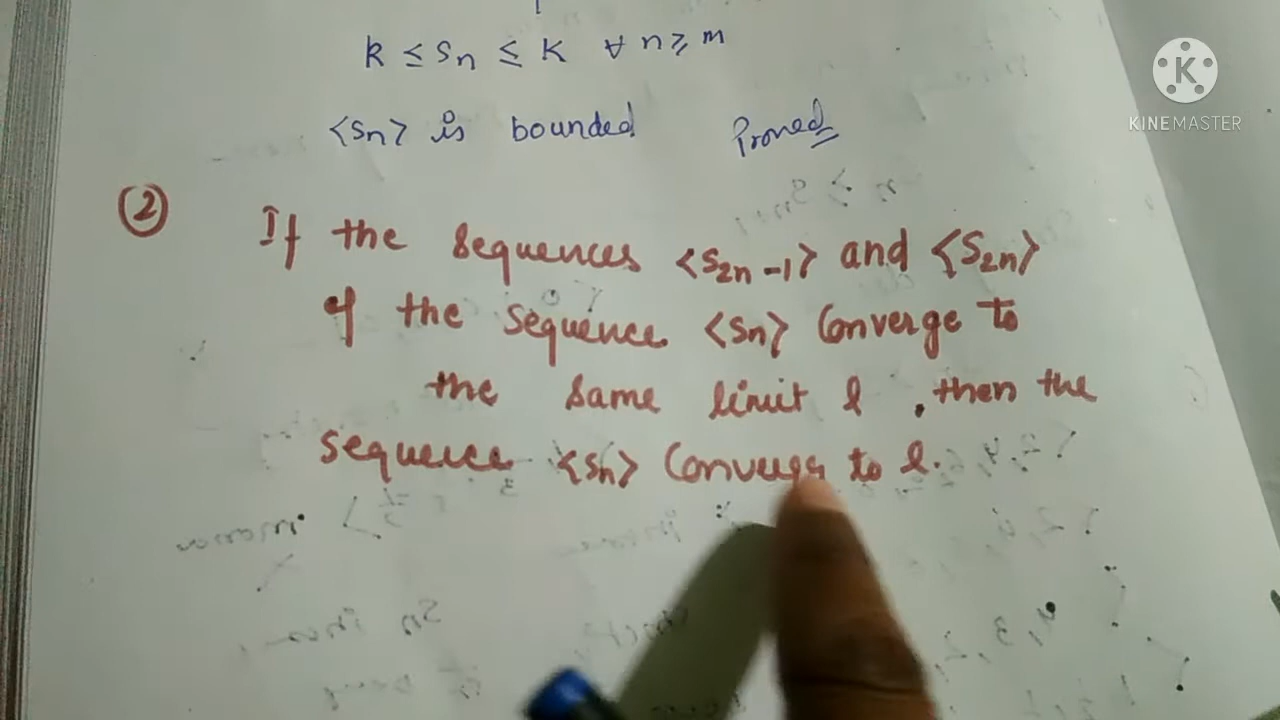 k ≤ Sn ≤ K ∀ n ≥ m
K
KINEMASTER
<Sn> is bounded Proved
(2) If the sequences <S2n-1> and <S2n>
of the sequence <Sn> Converge to
the same limit l, then the
sequence <Sn> Converges to l.